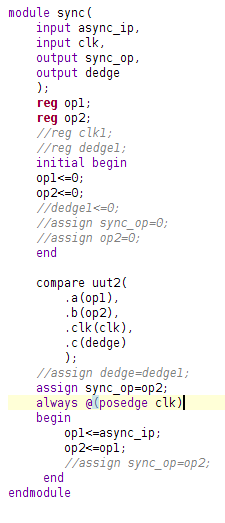 module sync(
    input async_ip,
    input clk,
    output sync_op,
    output dedge
    );
    reg op1;
    reg op2;
    //reg clk1;
    //reg dedge1;
    initial begin
    op1<=0;
    op2<=0;
    //dedge1<=0;
    //assign sync_op=0;
    //assign op2=0;
    end

    compare uut2(
        .a(op1),
        .b(op2),
        .clk(clk),
        .c(dedge)
        );
    //assign dedge=dedge1;
    assign sync_op=op2;
    always @(posedge clk)
    begin
        op1<=async_ip;
        op2<=op1;
        //assign sync_op=op2;
     end
endmodule